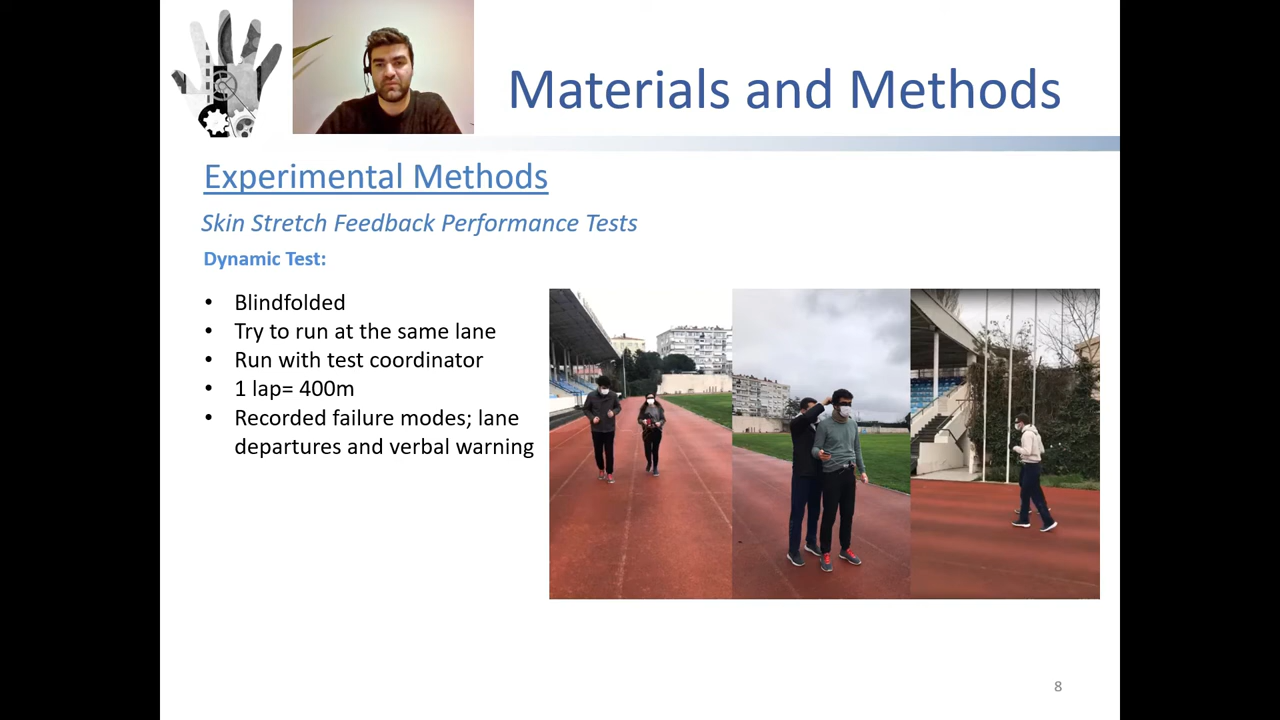 Materials and Methods
Experimental Methods
Skin Stretch Feedback Performance Tests
Dynamic Test:
• Blindfolded
• Try to run at the same lane
• Run with test coordinator
• 1 lap= 400m
• Recorded failure modes; lane
departures and verbal warning
8